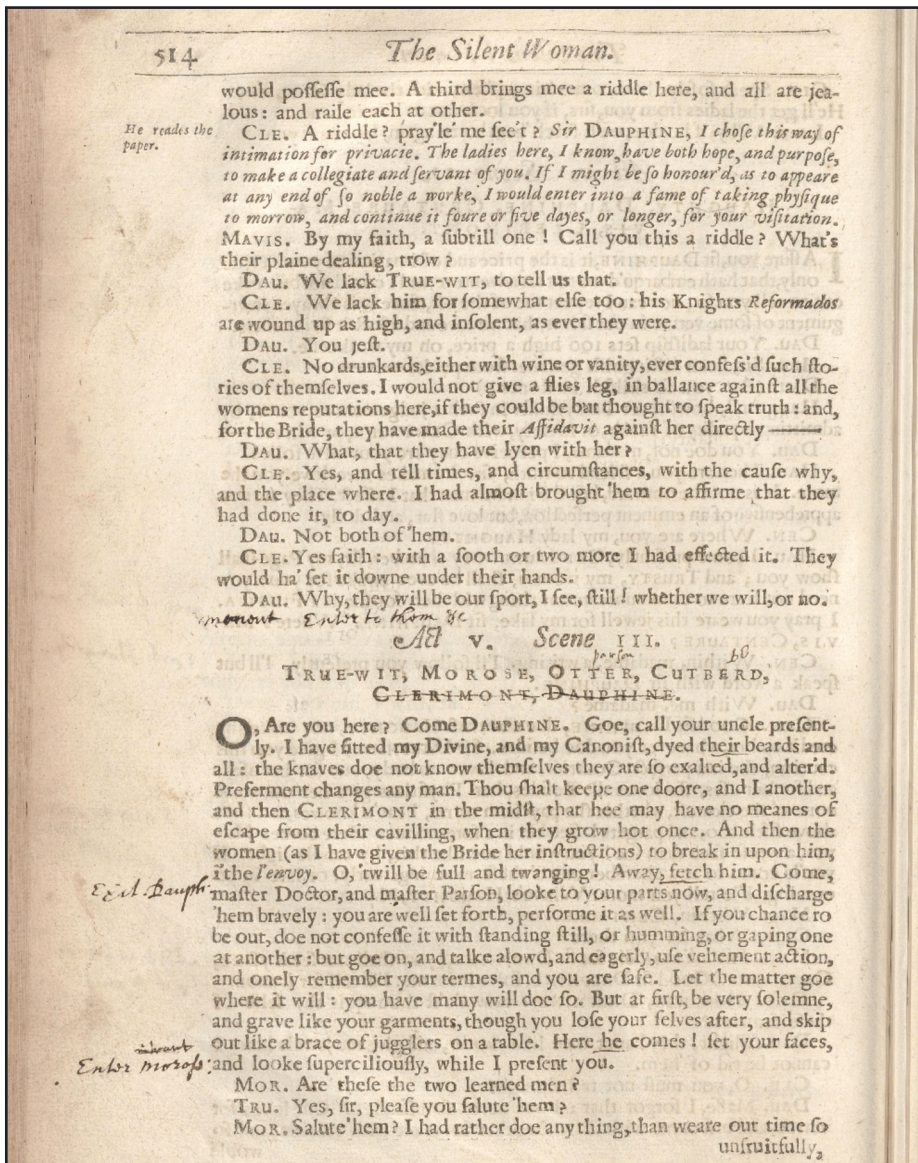 514 The Silent Woman.
would possesse mee. A third brings mee a riddle here, and all are jea-
lous: and raile each at other.
He reades the
paper.
CLE. A riddle? pray'le' me see't? Sir DAUPHINE, I chose this way of
intimation for privacie. The ladies here, I know, have both hope, and purpose,
to make a collegiate and servant of you. If I might be so honour'd, as to appeare
at any end of so noble a worke, I would enter into a fame of taking physique
to morrow, and continue it foure or five dayes, or longer, for your visitation.
MAVIS. By my faith, a subtill one! Call you this a riddle? What's
their plaine dealing, trow?
DAU. We lack TRUE-WIT, to tell us that.
CLE. We lack him for somewhat else too: his Knights Reformados
are wound up as high, and insolent, as ever they were.
DAU. You jest.
CLE. No drunkards, either with wine or vanity, ever confess'd such sto-
ries of themselves. I would not give a flies leg, in ballance against all the
womens reputations here, if they could be but thought to speak truth: and,
for the Bride, they have made their Affidavit against her directly ——
DAU. What, that they have lyen with her?
CLE. Yes, and tell times, and circumstances, with the cause why,
and the place where. I had almost brought 'hem to affirme that they
had done it, to day.
DAU. Not both of 'hem.
CLE. Yes faith: with a sooth or two more I had effected it. They
would ha' set it downe under their hands.
DAU. Why, they will be our sport, I see, still! whether we will, or no.
Enter to them &c
Act V. Scene III.
parson
TRUE-WIT, MOROSE, OTTER, CUTBERD,
CLERIMONT, DAUPHINE.
O, Are you here? Come DAUPHINE. Goe, call your uncle present-
ly. I have fitted my Divine, and my Canonist, dyed their beards and
all: the knaves doe not know themselves they are so exalted, and alter'd.
Preferment changes any man. Thou shalt keepe one doore, and I another,
and then CLERIMONT in the midst, that hee may have no meanes of
escape from their cavilling, when they grow hot once. And then the
women (as I have given the Bride her instructions) to break in upon him,
i'the l'envoy. O, 'twill be full and twanging! Away, fetch him. Come,
Exit Dauph:
master Doctor, and master Parson, looke to your parts now, and discharge
'hem bravely: you are well set forth, performe it as well. If you chance ro
be out, doe not confesse it with standing still, or humming, or gaping one
at another: but goe on, and talke alowd, and eagerly, use vehement action,
and onely remember your termes, and you are safe. Let the matter goe
where it will: you have many will doe so. But at first, be very solemne,
and grave like your garments, though you lose your selves after, and skip
out like a brace of jugglers on a table. Here he comes! set your faces,
Enter Moross:
and looke superciliously, while I present you.
MOR. Are these the two learned men?
TRU. Yes, sir, please you salute 'hem?
MOR. Salute 'hem? I had rather doe any thing, than weare out time so
unfruitfully,